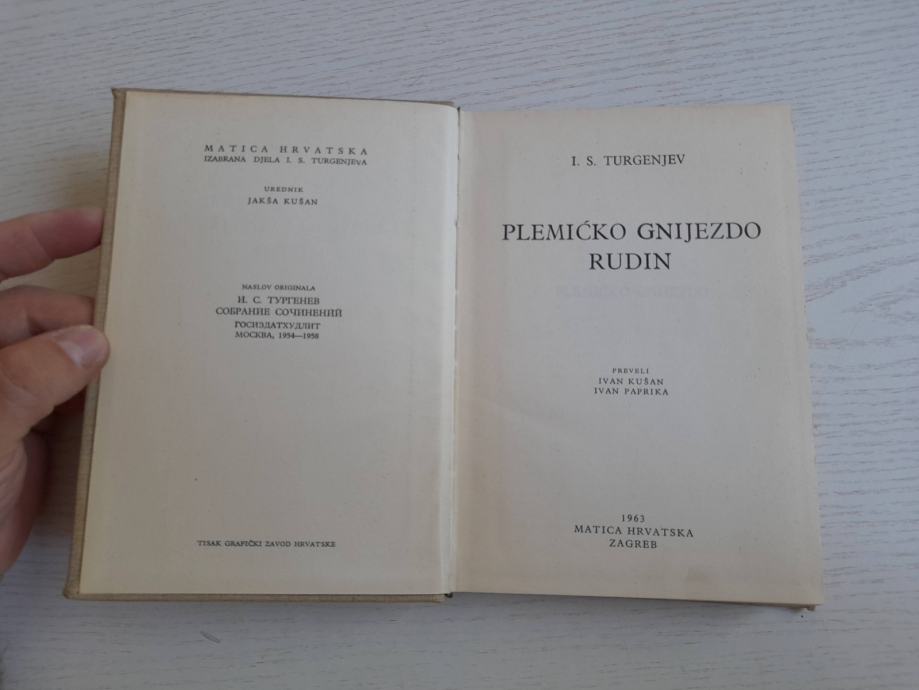 MATICA HRVATSKA
IZABRANA DJELA I. S. TURGENJEVA
UREDNIK
JAKŠA KUŠAN
NASLOV ORIGINALA
И. С. ТУРГЕНЕВ
СОБРАНИЕ СОЧИНЕНИЙ
ГОСИЗДАТХУДЛИТ
МОСКВА, 1954—1958
TISAK GRAFIČKI ZAVOD HRVATSKE
I. S. TURGENJEV
PLEMIĆKO GNIJEZDO
RUDIN
PREVELI
IVAN KUŠAN
IVAN PAPRIKA
1963
MATICA HRVATSKA
ZAGREB